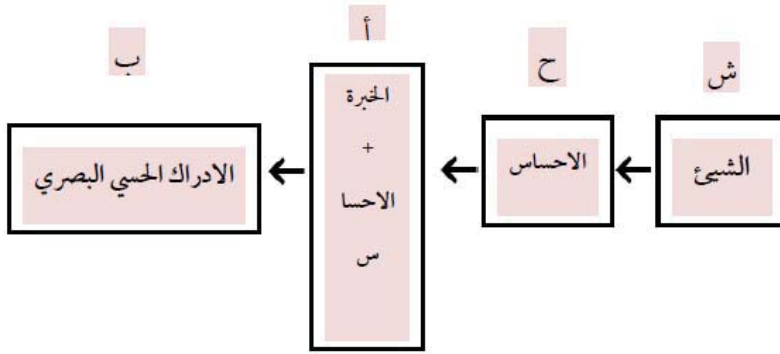 ش
ح
أ
ب
الشيئ
الاحساس
الخبرة
+
الاحسا
س
الادراك الحسي البصري